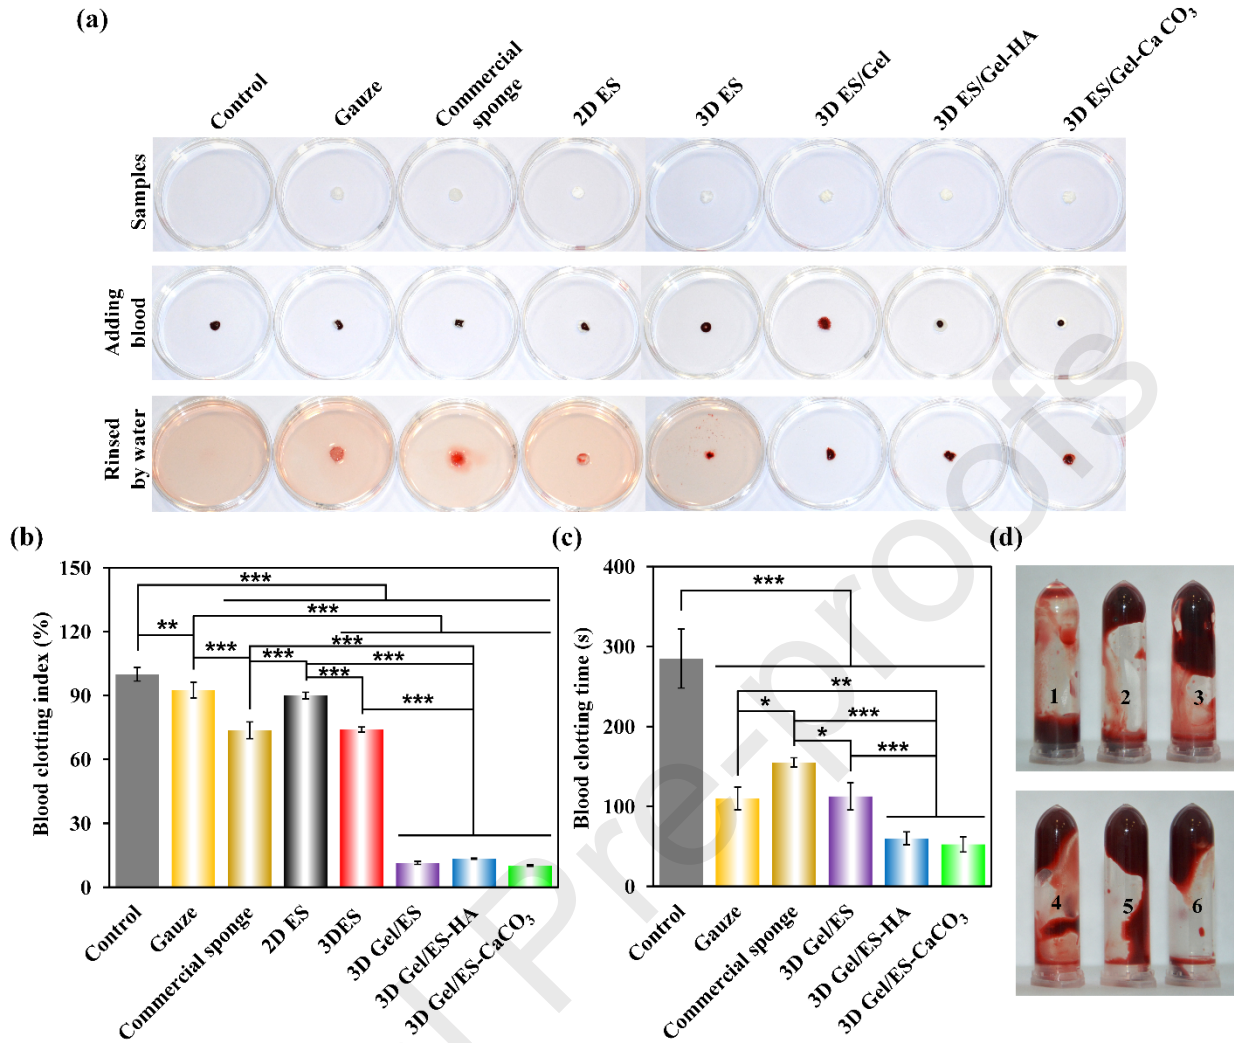 (a)
Control
Gauze
Commercial
sponge
2D ES
3D ES
3D ES/Gel
3D ES/Gel-HA
3D ES/Gel-Ca CO3
Samples
Adding
blood
Rinsed
by water
(b)
Blood clotting index (%)
150
120
90
60
30
0
***
***
**
***
***
***
***
***
***
Control
Gauze
Commercial sponge
2D ES
3DES
3D Gel/ES
3D Gel/ES-HA
3D Gel/ES-CaCO3
(c)
Blood clotting time (s)
400
300
200
100
0
***
**
*
***
*
***
Control
Gauze
Commercial sponge
3D Gel/ES
3D Gel/ES-HA
3D Gel/ES-CaCO3
(d)
1
2
3
4
5
6
l Pre-proofs